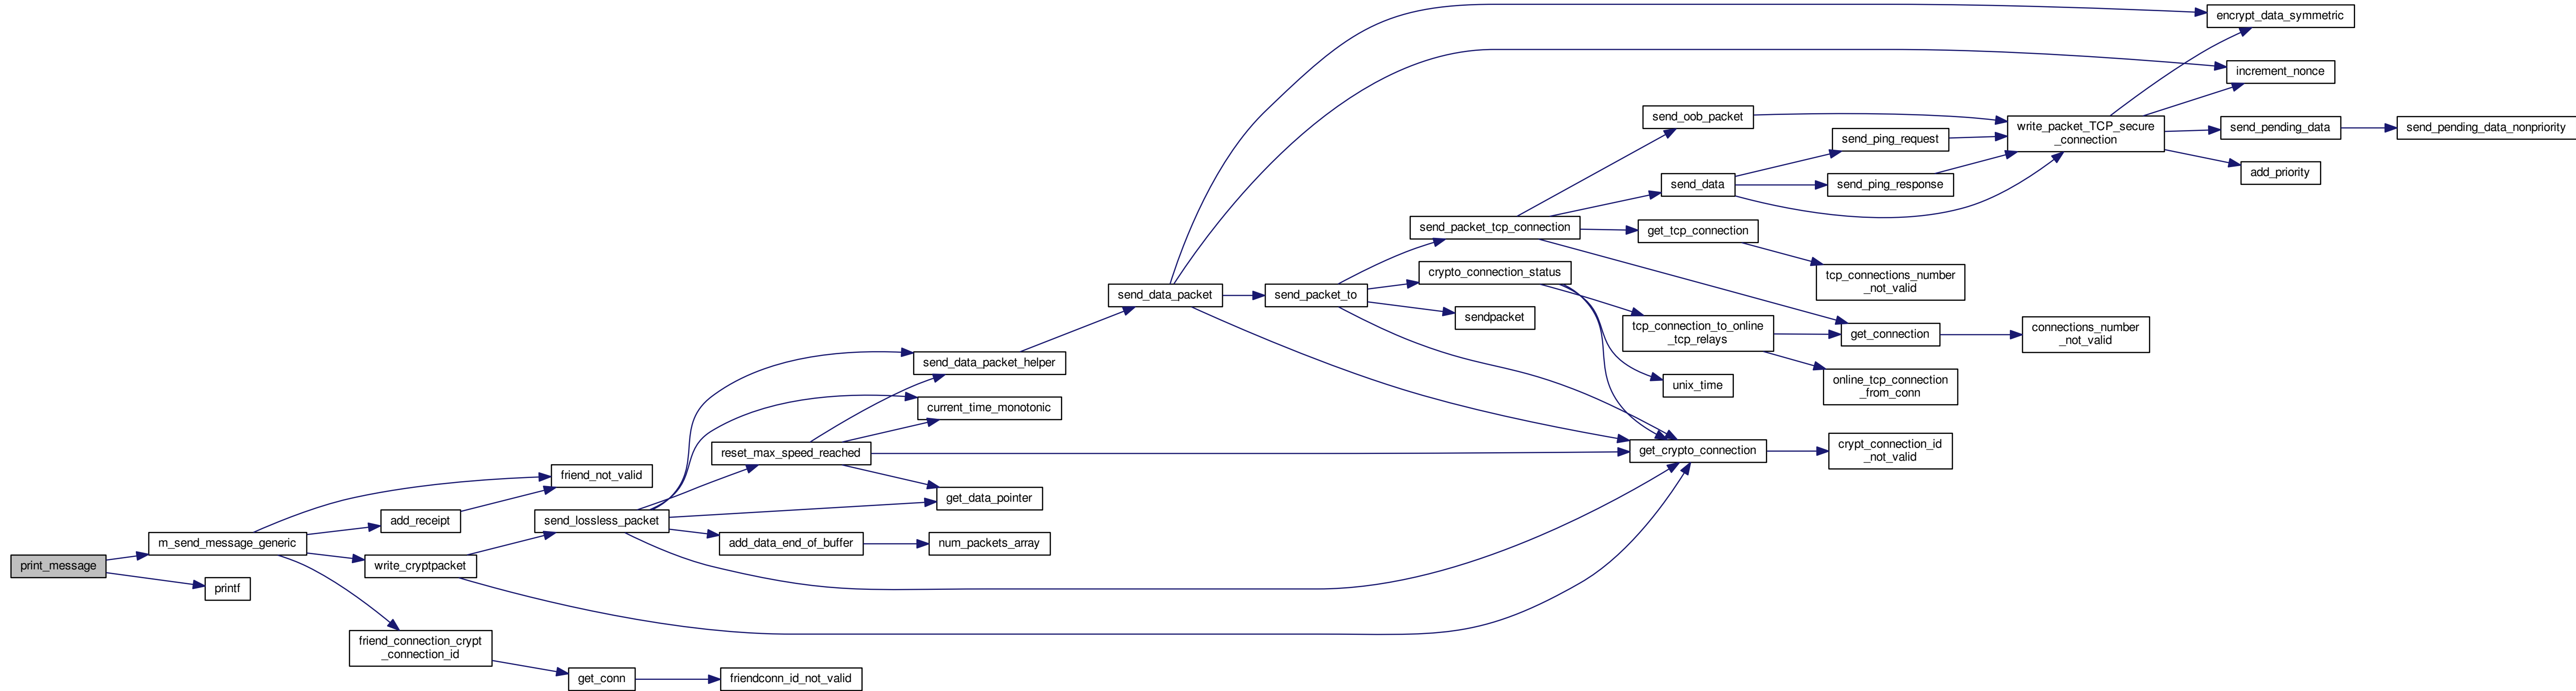 print_message
m_send_message_generic
printf
friend_not_valid
add_receipt
write_cryptpacket
friend_connection_crypt
_connection_id
send_lossless_packet
get_conn
friendconn_id_not_valid
reset_max_speed_reached
add_data_end_of_buffer
send_data_packet_helper
current_time_monotonic
get_data_pointer
num_packets_array
send_data_packet
send_packet_to
send_packet_tcp_connection
crypto_connection_status
sendpacket
send_oob_packet
send_data
get_tcp_connection
tcp_connection_to_online
_tcp_relays
unix_time
get_crypto_connection
send_ping_request
send_ping_response
tcp_connections_number
_not_valid
get_connection
online_tcp_connection
_from_conn
crypt_connection_id
_not_valid
write_packet_TCP_secure
_connection
connections_number
_not_valid
encrypt_data_symmetric
increment_nonce
send_pending_data
add_priority
send_pending_data_nonpriority